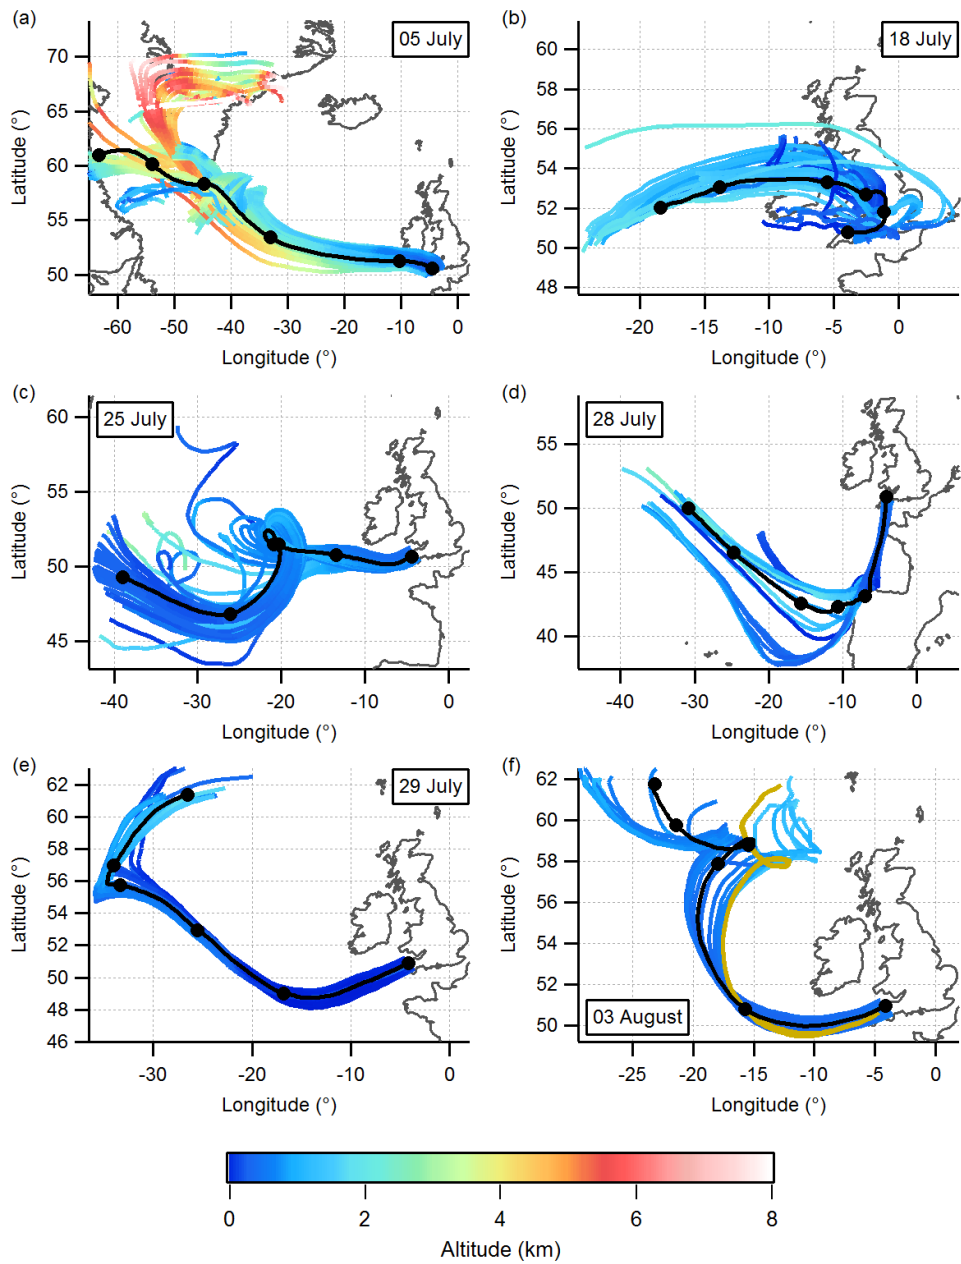 (a)
05 July
70
65
60
55
50
Latitude (°)
-60 -50 -40 -30 -20 -10 0
Longitude (°)
(b)
18 July
60
56
54
52
50
48
Latitude (°)
-20 -15 -10 -5 0
Longitude (°)
(c)
25 July
60
55
50
45
Latitude (°)
-40 -30 -20 -10 0
Longitude (°)
(d)
28 July
55
50
45
40
Latitude (°)
-40 -30 -20 -10 0
Longitude (°)
(e)
29 July
62
60
58
56
54
52
50
48
46
Latitude (°)
-30 -20 -10 0
Longitude (°)
(f)
03 August
62
60
58
56
54
52
50
Latitude (°)
-25 -20 -15 -10 -5 0
Longitude (°)
0 2 4 6 8
Altitude (km)